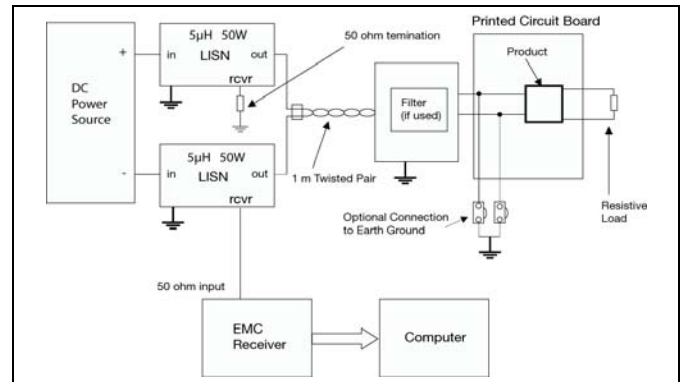 Printed Circuit Board
5µH 50W
LISN
in
out
rcvr
50 ohm temination
Product
+
DC
Power
Source
-
Filter
(if used)
5µH 50W
LISN
in
out
rcvr
1 m Twisted Pair
Optional Connection
to Earth Ground
Resistive
Load
50 ohm input
EMC
Receiver
Computer